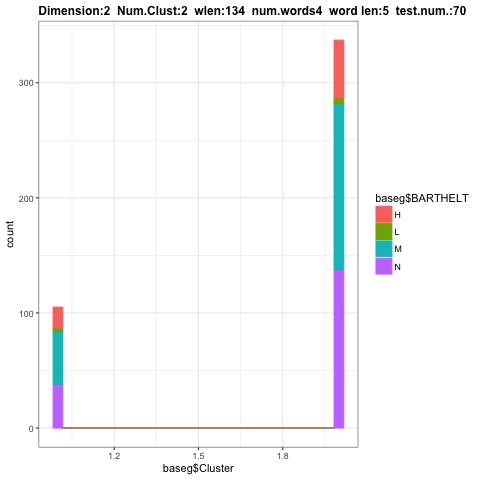 Dimension:2 Num.Clust:2 wlen:134 num.words4 word len:5 test.num.:70
300
200
100
0
count
1.2 1.5 1.8
baseg$Cluster
baseg$BARTHELT
H
L
M
N